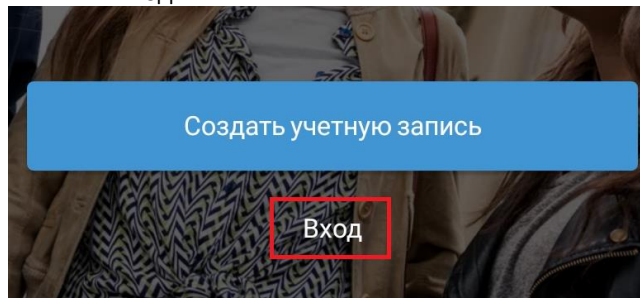 Создать учетную запись
Вход